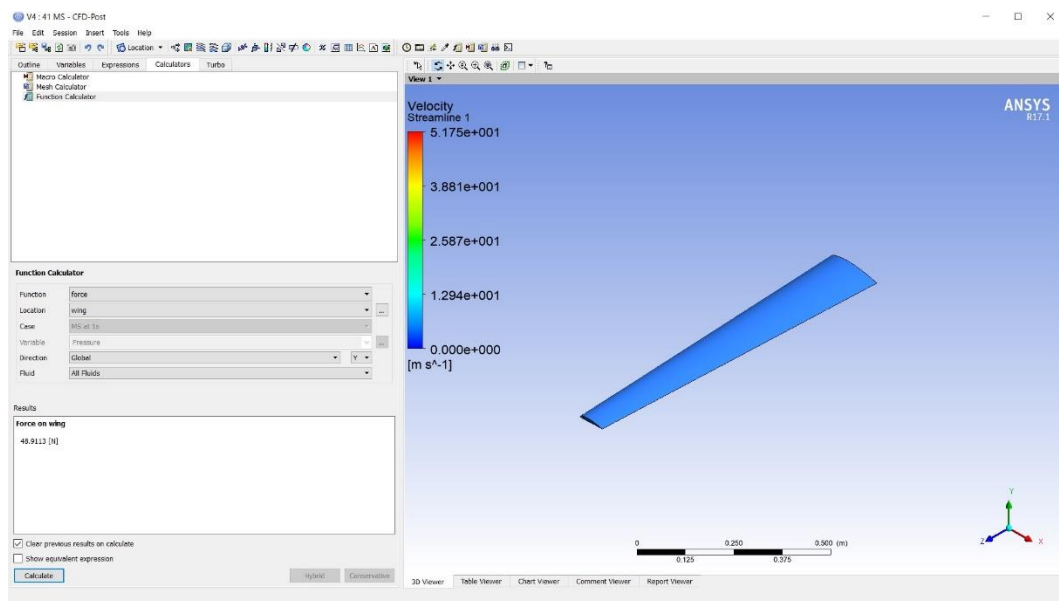 V4 : 41 MS - CFD-Post
File Edit Session Insert Tools Help
Location
Outline Variables Expressions Calculators Turbo
Macro Calculator
Mesh Calculator
Function Calculator
View 1
Velocity
Streamline 1
5.175e+001
3.881e+001
2.587e+001
1.294e+001
0.000e+000
[m s^-1]
ANSYS
R17.1
Function Calculator
Function force
Location wing
Case MS at 1s
Variable Pressure
Direction Global Y
Fluid All Fluids
Results
Force on wing
48.9113 [N]
Clear previous results on calculate
Show equivalent expression
Calculate Hybrid Conservative
0 0.250 0.500 (m)
0.125 0.375
Y
Z X
3D Viewer Table Viewer Chart Viewer Comment Viewer Report Viewer